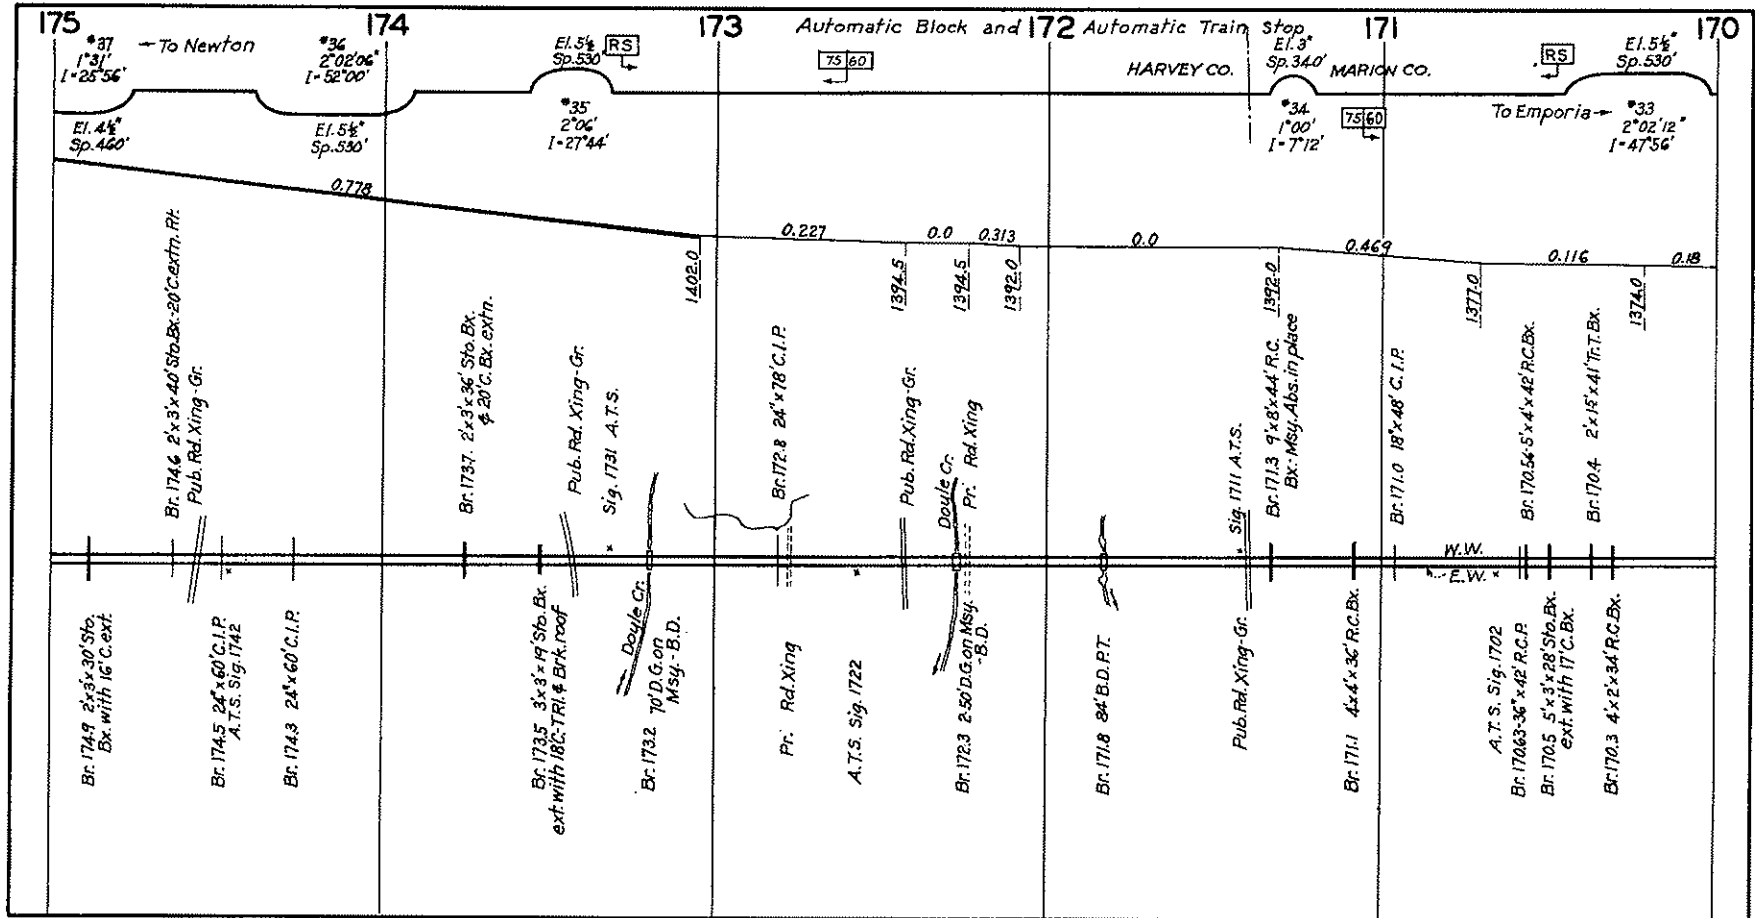 175
174
173
Automatic Block and
172
Automatic Train Stop
171
170
#37
1°31'
I=25°56'
← To Newton
#36
2°02'06"
I=52°00'
El.5½
Sp.530'
RS
75|60
El.3"
Sp.340'
HARVEY CO.
MARION CO.
RS
El.5½"
Sp.530'
El.4½"
Sp.460'
El.5½"
Sp.530'
#35
2°06'
I=27°44'
#34
1°00'
I=7°12'
75|60
To Emporia →
#33
2°02'12"
I=47°56'
0.778
0.227
0.0
0.313
0.0
0.469
0.116
0.18
1402.0
1394.5
1394.5
1392.0
1392.0
1377.0
1374.0
Br.174.6 2'x3'x40'Sto.Bx.-20'C.extn.Rt.
Pub.Rd.Xing-Gr.
Br.173.7 2'x3'x36' Sto.Bx.
& 20'C.Bx.extn.
Pub.Rd.Xing-Gr.
Sig.1731 A.T.S.
Br.172.8 24"x78'C.I.P.
Pub.Rd.Xing-Gr.
Doyle Cr.
Pr. Rd.Xing
Sig.1711 A.T.S.
Br.171.3 9'x8'x44'R.C.
Bx.-Msy.Abs.in place
Br.171.0 18"x48'C.I.P.
Br.170.56-5'x4'x42'R.C.Bx.
Br.170.4 2'x15"x41'Tr.T.Bx.
W.W.
E.W.
Br.174.9 2'x3'x30'Sto.
Bx.with 16'C.ext.
Br.174.5 24"x60'C.I.P.
A.T.S. Sig.1742
Br.174.3 24"x60'C.I.P.
Br.173.5 3'x3'x19'Sto.Bx.
ext.with 18'C-TRI.& Brk.roof
Doyle Cr.
Br.173.2 70'D.G.on
Msy.-B.D.
Pr. Rd.Xing
A.T.S. Sig.1722
Br.172.3 2-50'D.G.on Msy.
-B.D.
Br.171.8 84'B.D.P.T.
Pub.Rd.Xing-Gr.
Br.171.1 4'x4'x36'R.C.Bx.
A.T.S. Sig.1702
Br.170.63-36"x42'R.C.P.
Br.170.5 5'x3'x28'Sto.Bx.
ext.with 17'C.Bx.
Br.170.3 4'x2'x34'R.C.Bx.